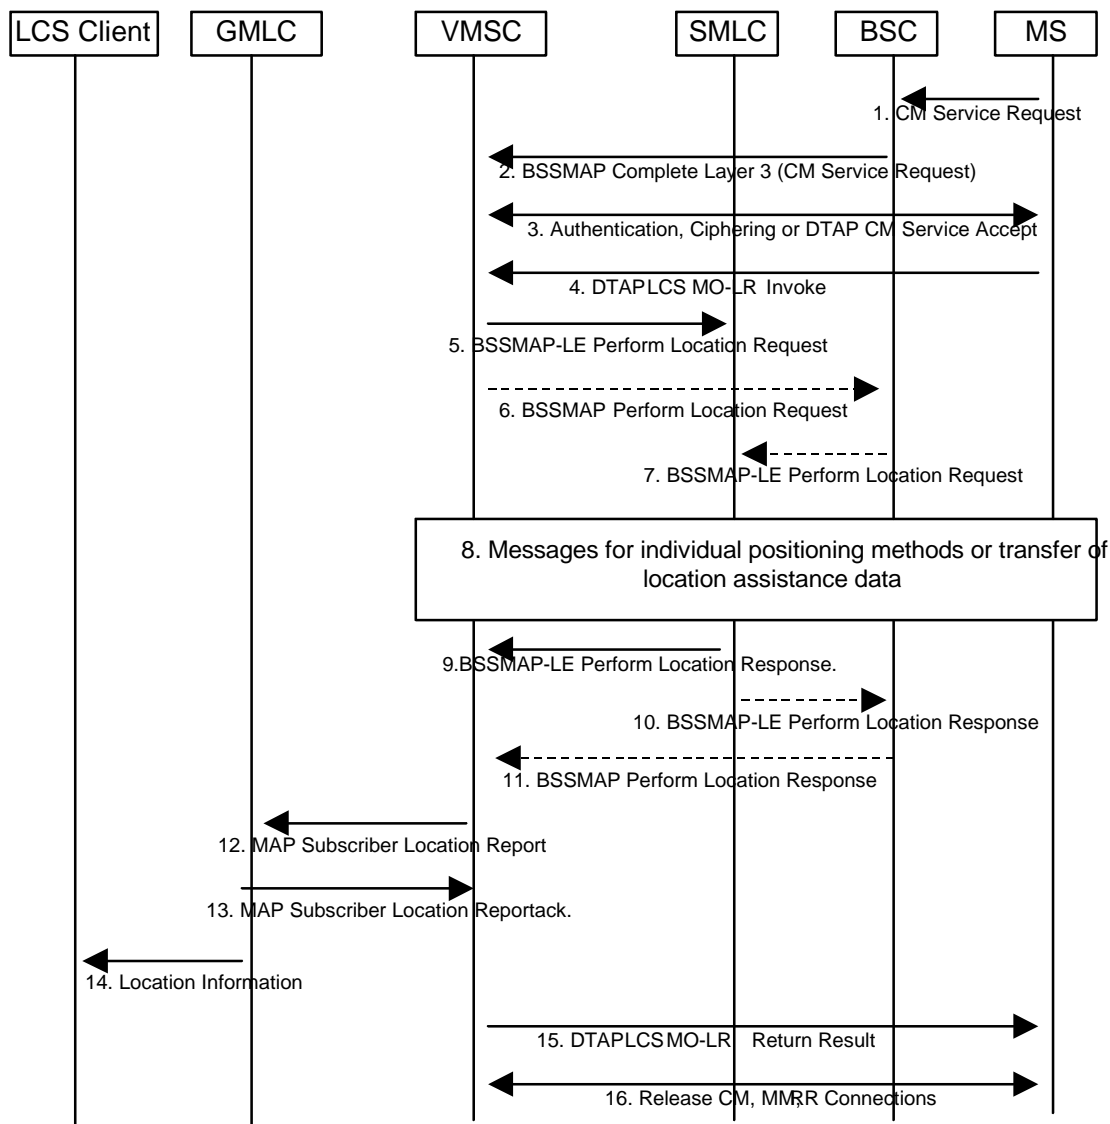 LCS Client GMLC VMSC SMLC BSC MS
1. CM Service Request
2. BSSMAP Complete Layer 3 (CM Service Request)
3. Authentication, Ciphering or DTAP CM Service Accept
4. DTAPLCS MO-LR Invoke
5. BSSMAP-LE Perform Location Request
6. BSSMAP Perform Location Request
7. BSSMAP-LE Perform Location Request
8. Messages for individual positioning methods or transfer of
location assistance data
9.BSSMAP-LE Perform Location Response.
10. BSSMAP-LE Perform Location Response
11. BSSMAP Perform Location Response
12. MAP Subscriber Location Report
13. MAP Subscriber Location Reportack.
14. Location Information
15. DTAPLCS MO-LR Return Result
16. Release CM, MM,RR Connections